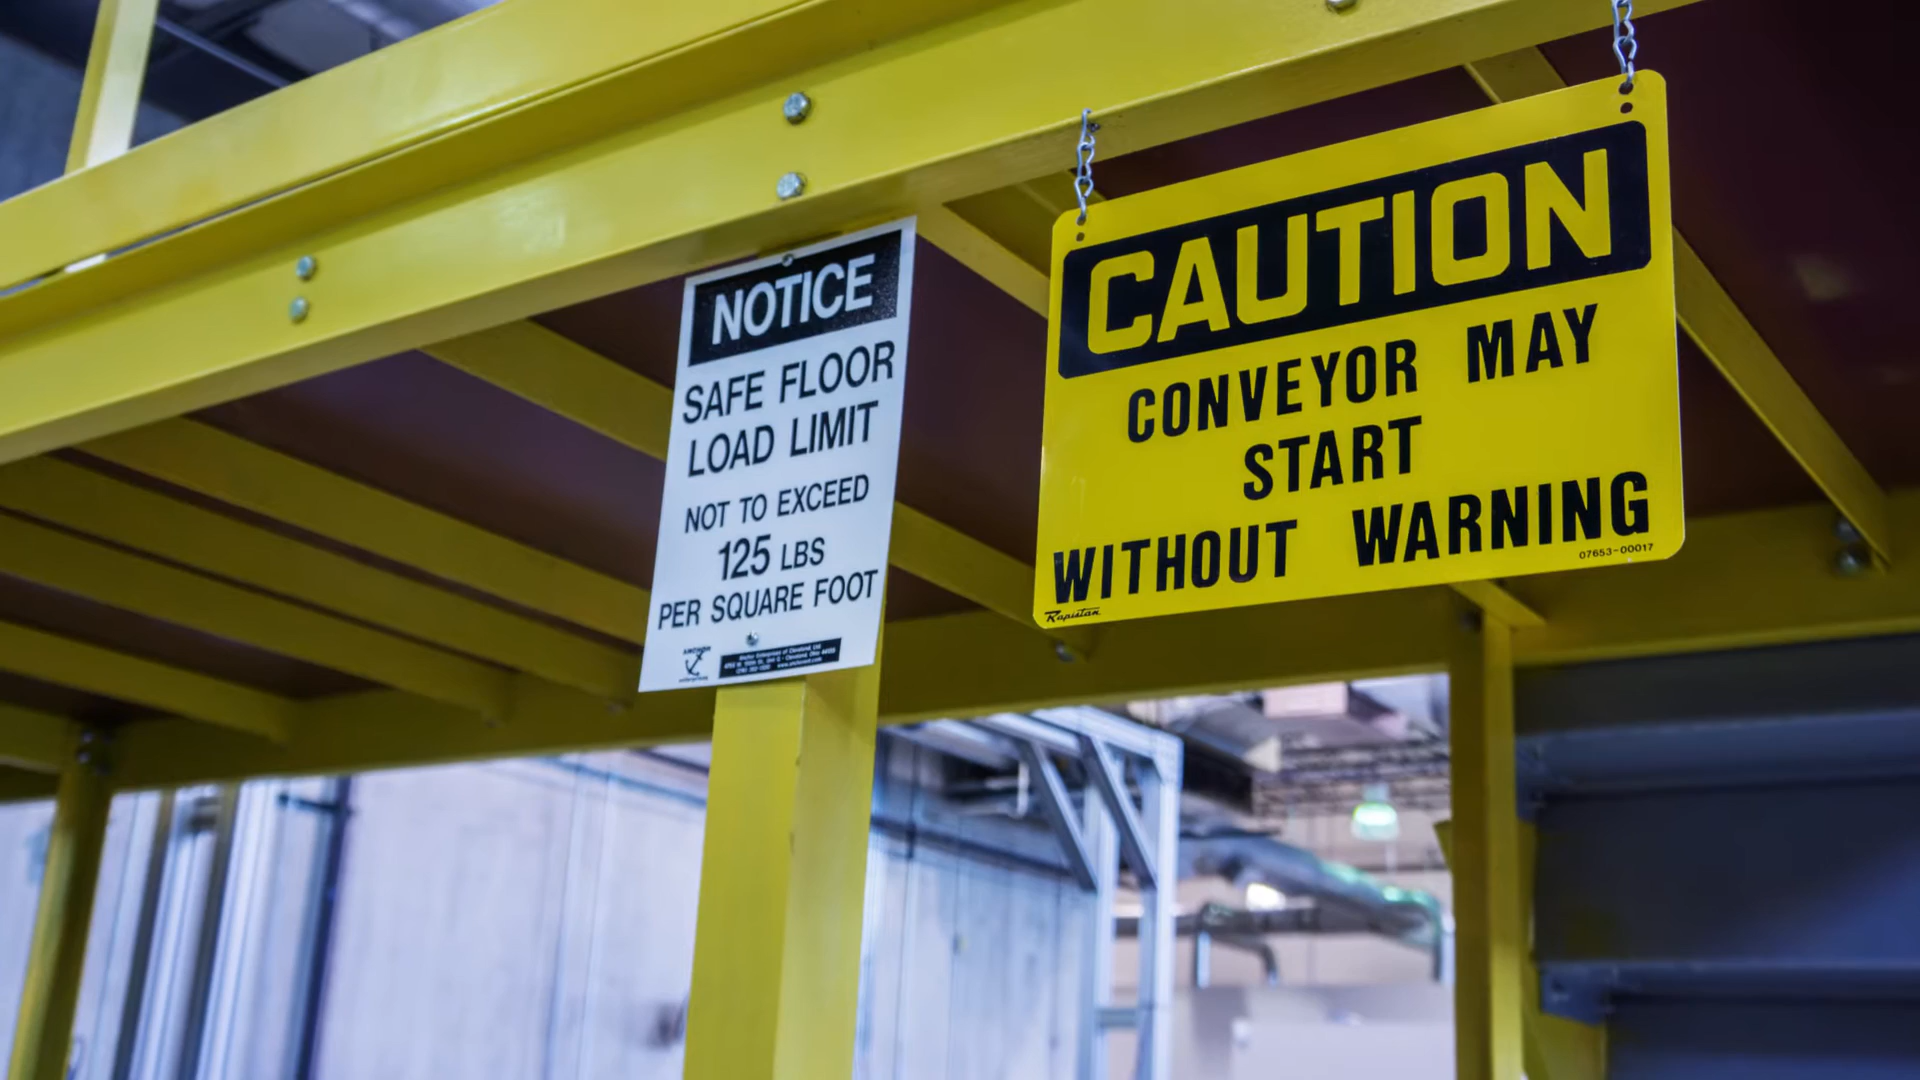 NOTICE
SAFE FLOOR
LOAD LIMIT
NOT TO EXCEED
125 LBS
PER SQUARE FOOT
CAUTION
CONVEYOR MAY
START
WITHOUT WARNING
07653-00017
Rapistan